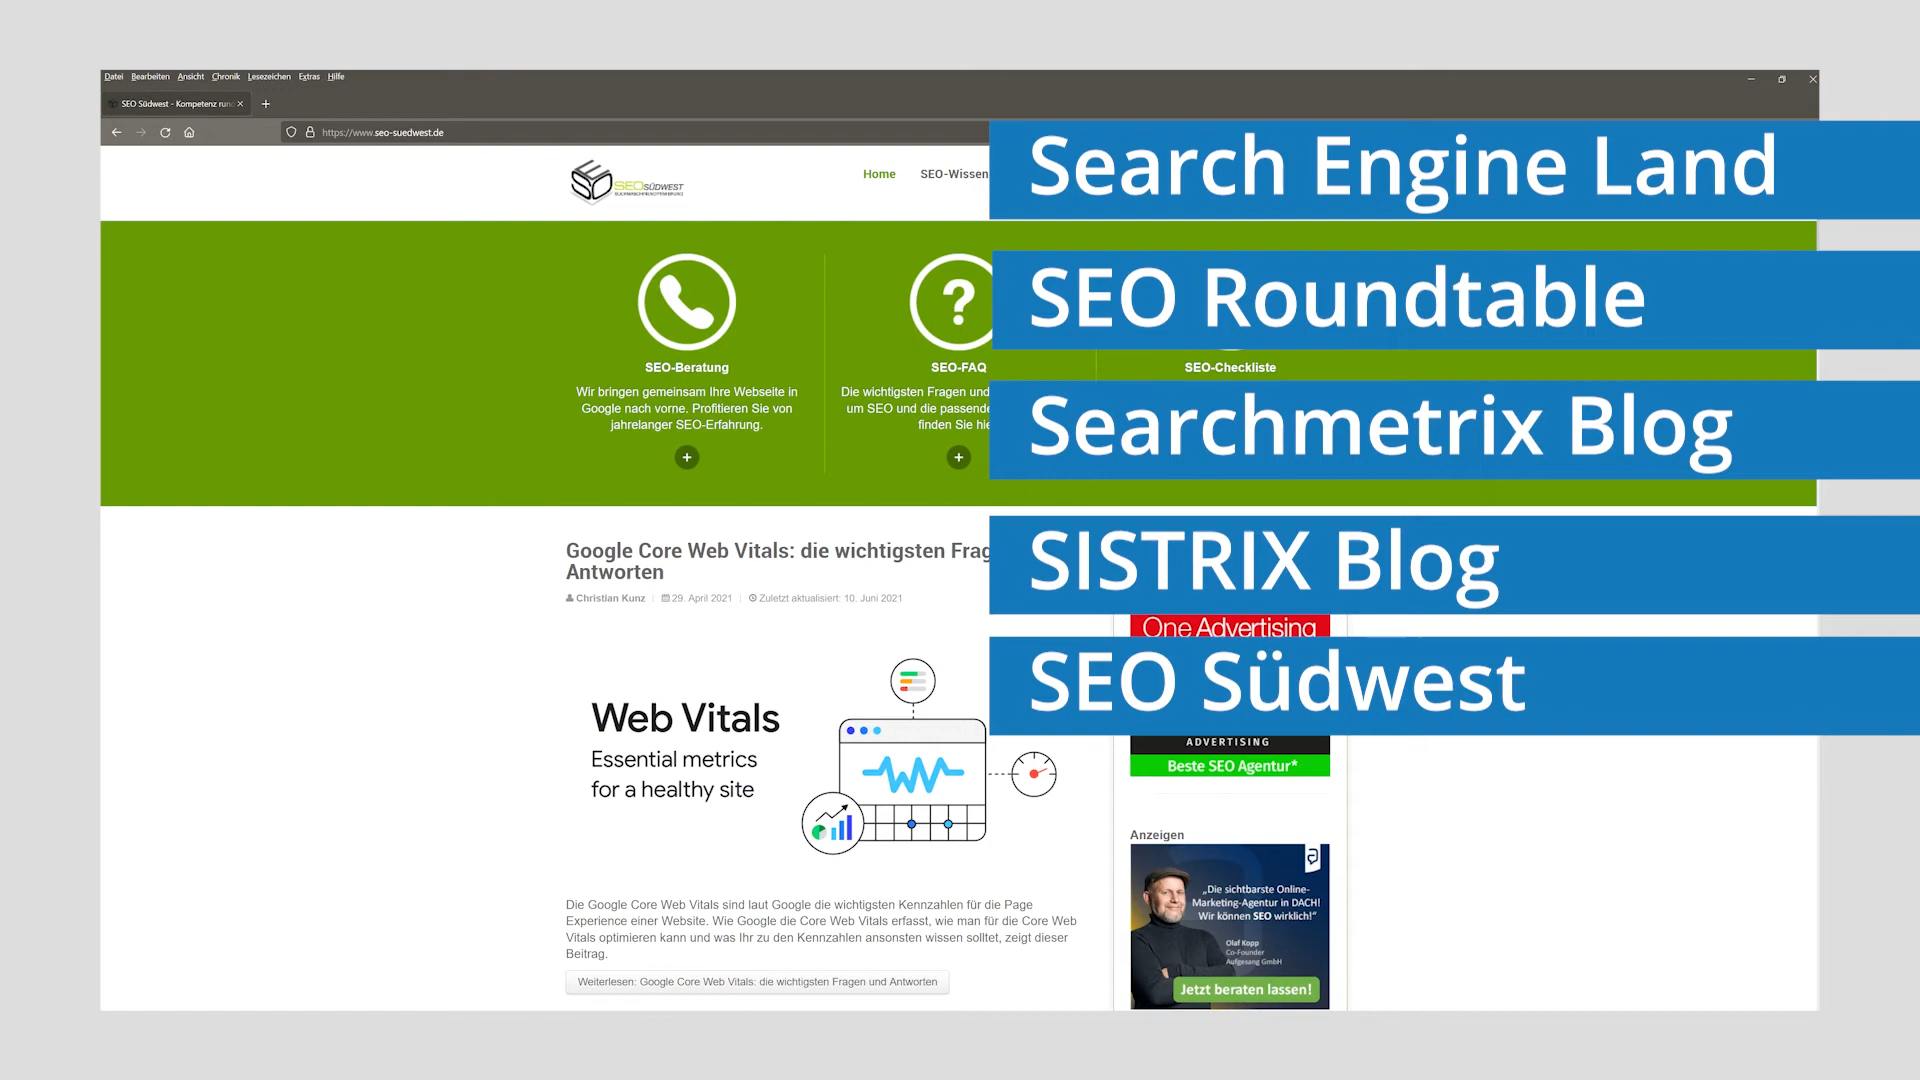 Datei Bearbeiten Ansicht Chronik Lesezeichen Extras Hilfe
SEO Südwest - Kompetenz rund
https://www.seo-suedwest.de
SEO SÜDWEST
SUCHMASCHINENOPTIMIERUNG
Home SEO-Wissen
Search Engine Land
SEO Roundtable
Searchmetrix Blog
SISTRIX Blog
SEO Südwest
SEO-Beratung
Wir bringen gemeinsam Ihre Webseite in
Google nach vorne. Profitieren Sie von
jahrelanger SEO-Erfahrung.
SEO-FAQ
Die wichtigsten Fragen und
um SEO und die passende
finden Sie hie
SEO-Checkliste
Google Core Web Vitals: die wichtigsten Frag
Antworten
Christian Kunz 29. April 2021 Zuletzt aktualisiert: 10. Juni 2021
Web Vitals
Essential metrics
for a healthy site
Die Google Core Web Vitals sind laut Google die wichtigsten Kennzahlen für die Page
Experience einer Website. Wie Google die Core Web Vitals erfasst, wie man für die Core Web
Vitals optimieren kann und was Ihr zu den Kennzahlen ansonsten wissen solltet, zeigt dieser
Beitrag.
Weiterlesen: Google Core Web Vitals: die wichtigsten Fragen und Antworten
One Advertising
ADVERTISING
Beste SEO Agentur*
Anzeigen
„Die sichtbarste Online-
Marketing-Agentur in DACH!
Wir können SEO wirklich!“
Olaf Kopp
Co-Founder
Aufgesang GmbH
Jetzt beraten lassen!